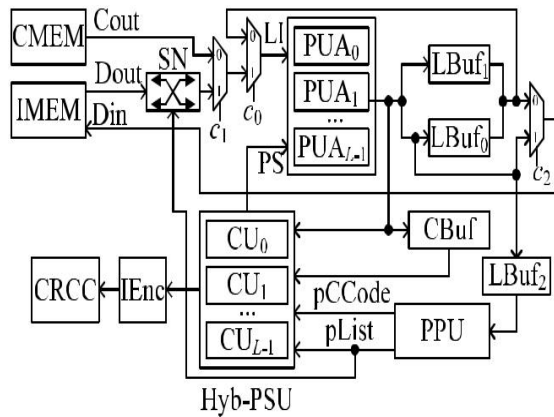 CMEM
Cout
SN
LI
PUA0
LBuf1
IMEM
Dout
0
1
0
1
PUA1
0
1
Din
c1
c0
...
LBuf0
PS
PUAL-1
c2
CU0
CBuf
CRCC
IEnc
CU1
pCCode
LBuf2
...
pList
PPU
CUL-1
Hyb-PSU